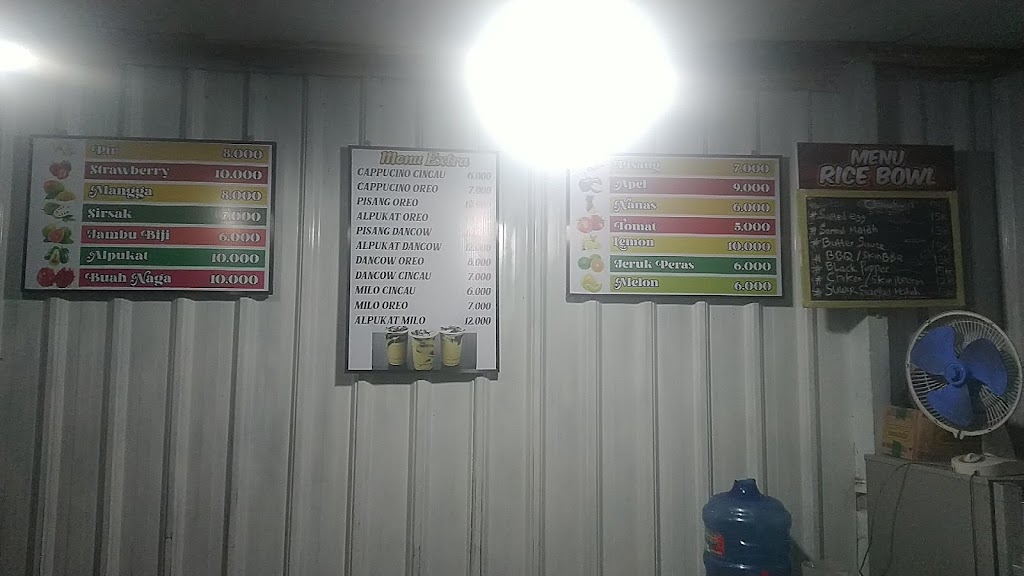 Pir 8.000
Strawberry 10.000
Mangga 8.000
Sirsak 7.000
Jambu Biji 6.000
Alpukat 10.000
Buah Naga 10.000
Menu Extra
CAPPUCINO CINCAU 6.000
CAPPUCINO OREO 7.000
PISANG OREO
ALPUKAT OREO
PISANG DANCOW
ALPUKAT DANCOW 12.000
DANCOW OREO 8.000
DANCOW CINCAU 7.000
MILO CINCAU 6.000
MILO OREO 7.000
ALPUKAT MILO 12.000
Pisang 7.000
Apel 9.000
Nanas 6.000
Tomat 5.000
Lemon 10.000
Jeruk Peras 6.000
Melon 6.000
MENU
RICE BOWL
# Sambal Matah
# Butter Sauce
# Black Pepper